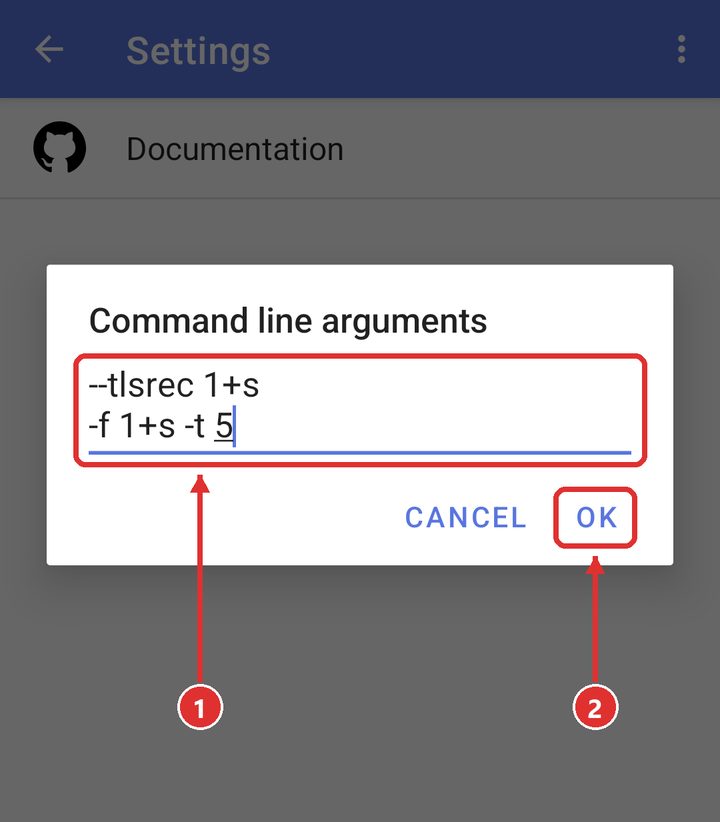 Settings
Documentation
Command line arguments
--tlsrec 1+s
-f 1+s -t 5
CANCEL OK
1 2